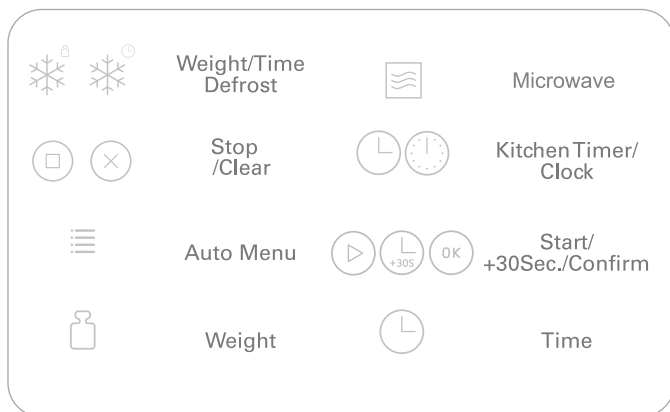 Weight/Time
Defrost
Microwave
Stop
/Clear
Kitchen Timer/
Clock
Auto Menu
+30S
OK
Start/
+30Sec./Confirm
Weight
Time